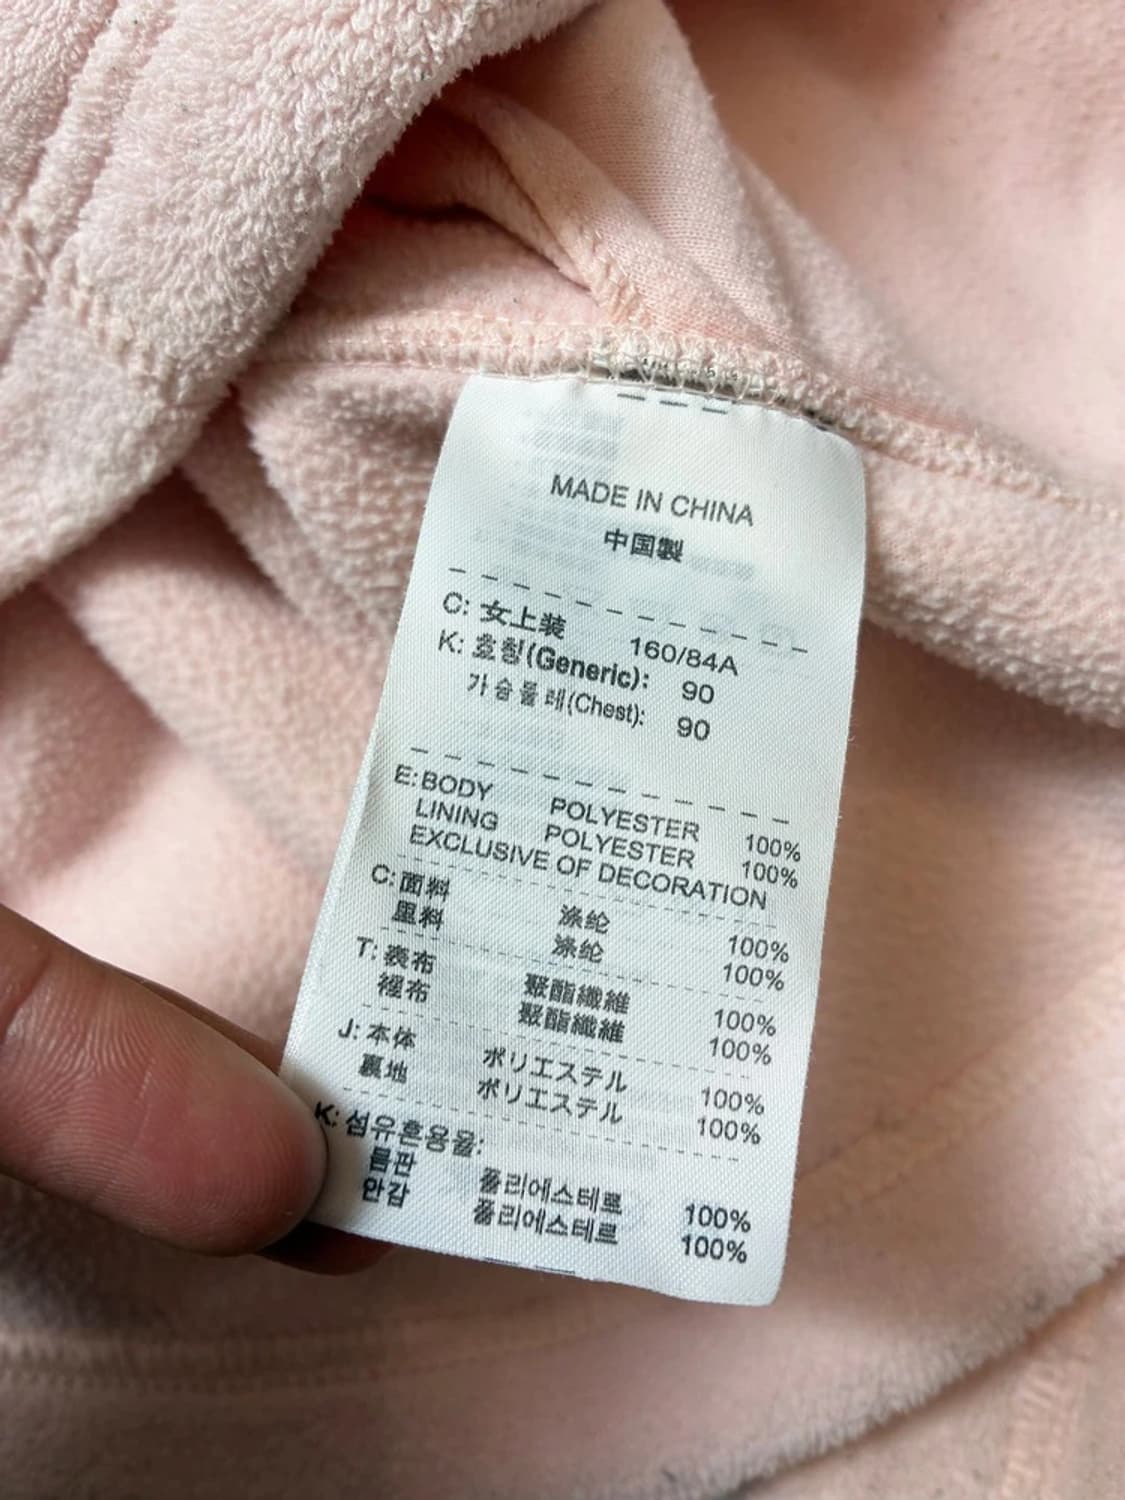 MADE IN CHINA
中国製
C: 女上装 160/84A
K: 호칭(Generic): 90
가슴둘레(Chest): 90
E: BODY POLYESTER 100%
LINING POLYESTER 100%
EXCLUSIVE OF DECORATION
C: 面料 涤纶 100%
里料 涤纶 100%
T: 表布 聚酯纖維 100%
裡布 聚酯纖維 100%
J: 本体 ポリエステル 100%
裏地 ポリエステル 100%
K: 섬유혼용율:
폴리에스테르 100%
안감 폴리에스테르 100%